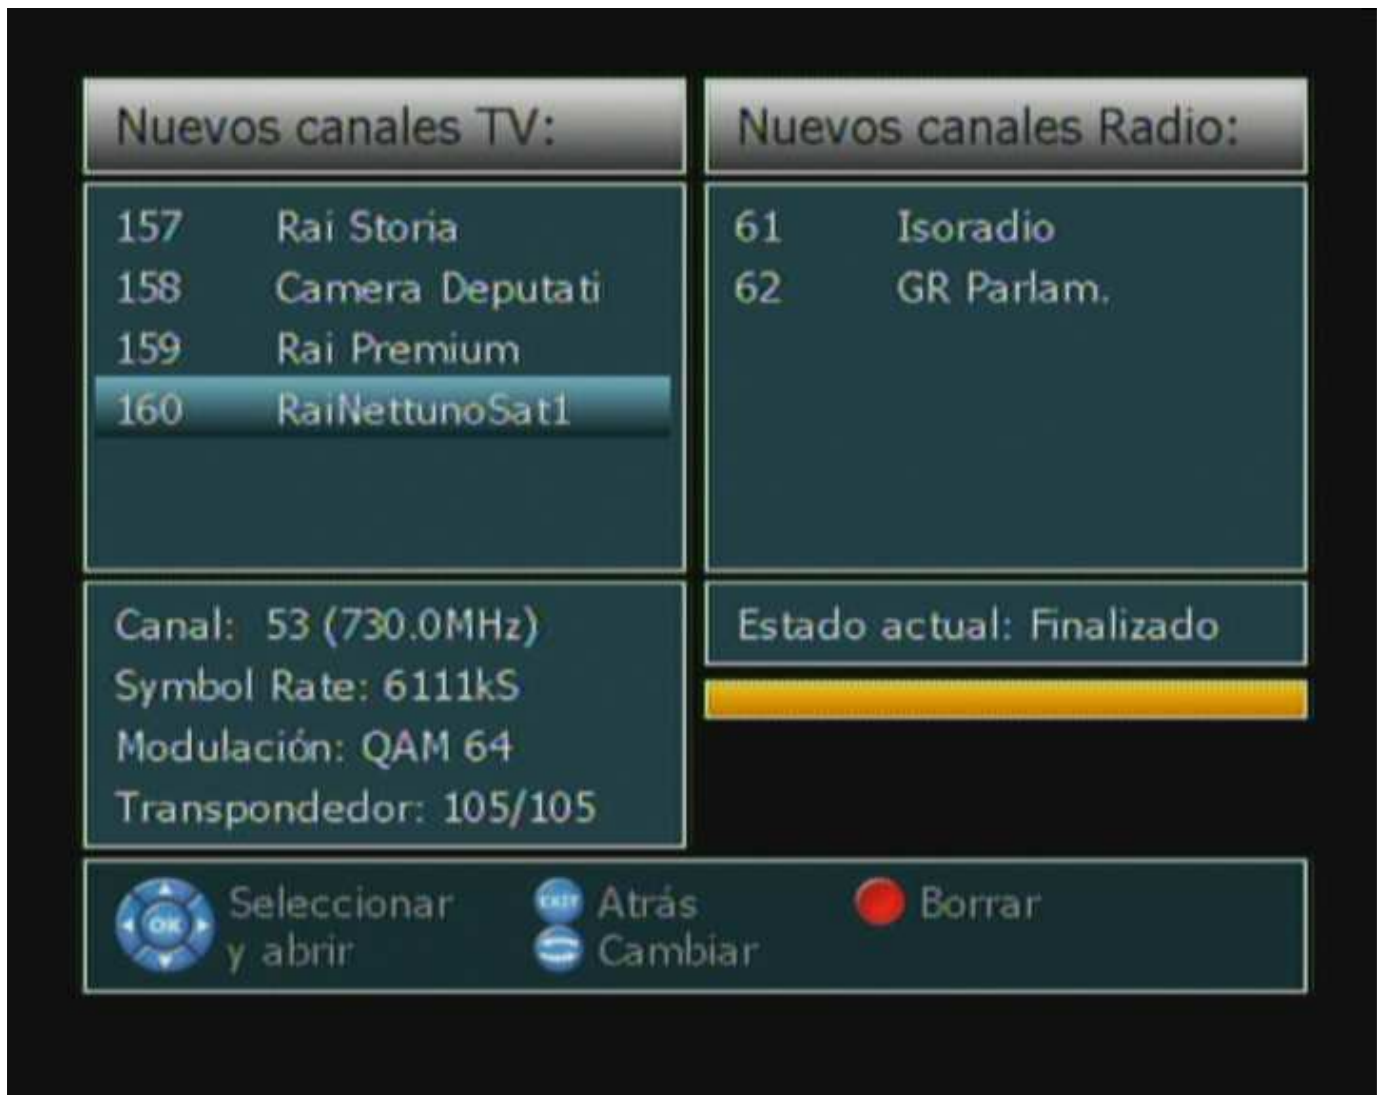 Nuevos canales TV:
157 Rai Storia
158 Camera Deputati
159 Rai Premium
160 RaiNettunoSat1
Nuevos canales Radio:
61 Isoradio
62 GR Parlam.
Canal: 53 (730.0MHz)
Symbol Rate: 6111kS
Modulación: QAM 64
Transpondedor: 105/105
Estado actual: Finalizado
OK Seleccionar
y abrir
EXIT Atrás
Cambiar
Borrar